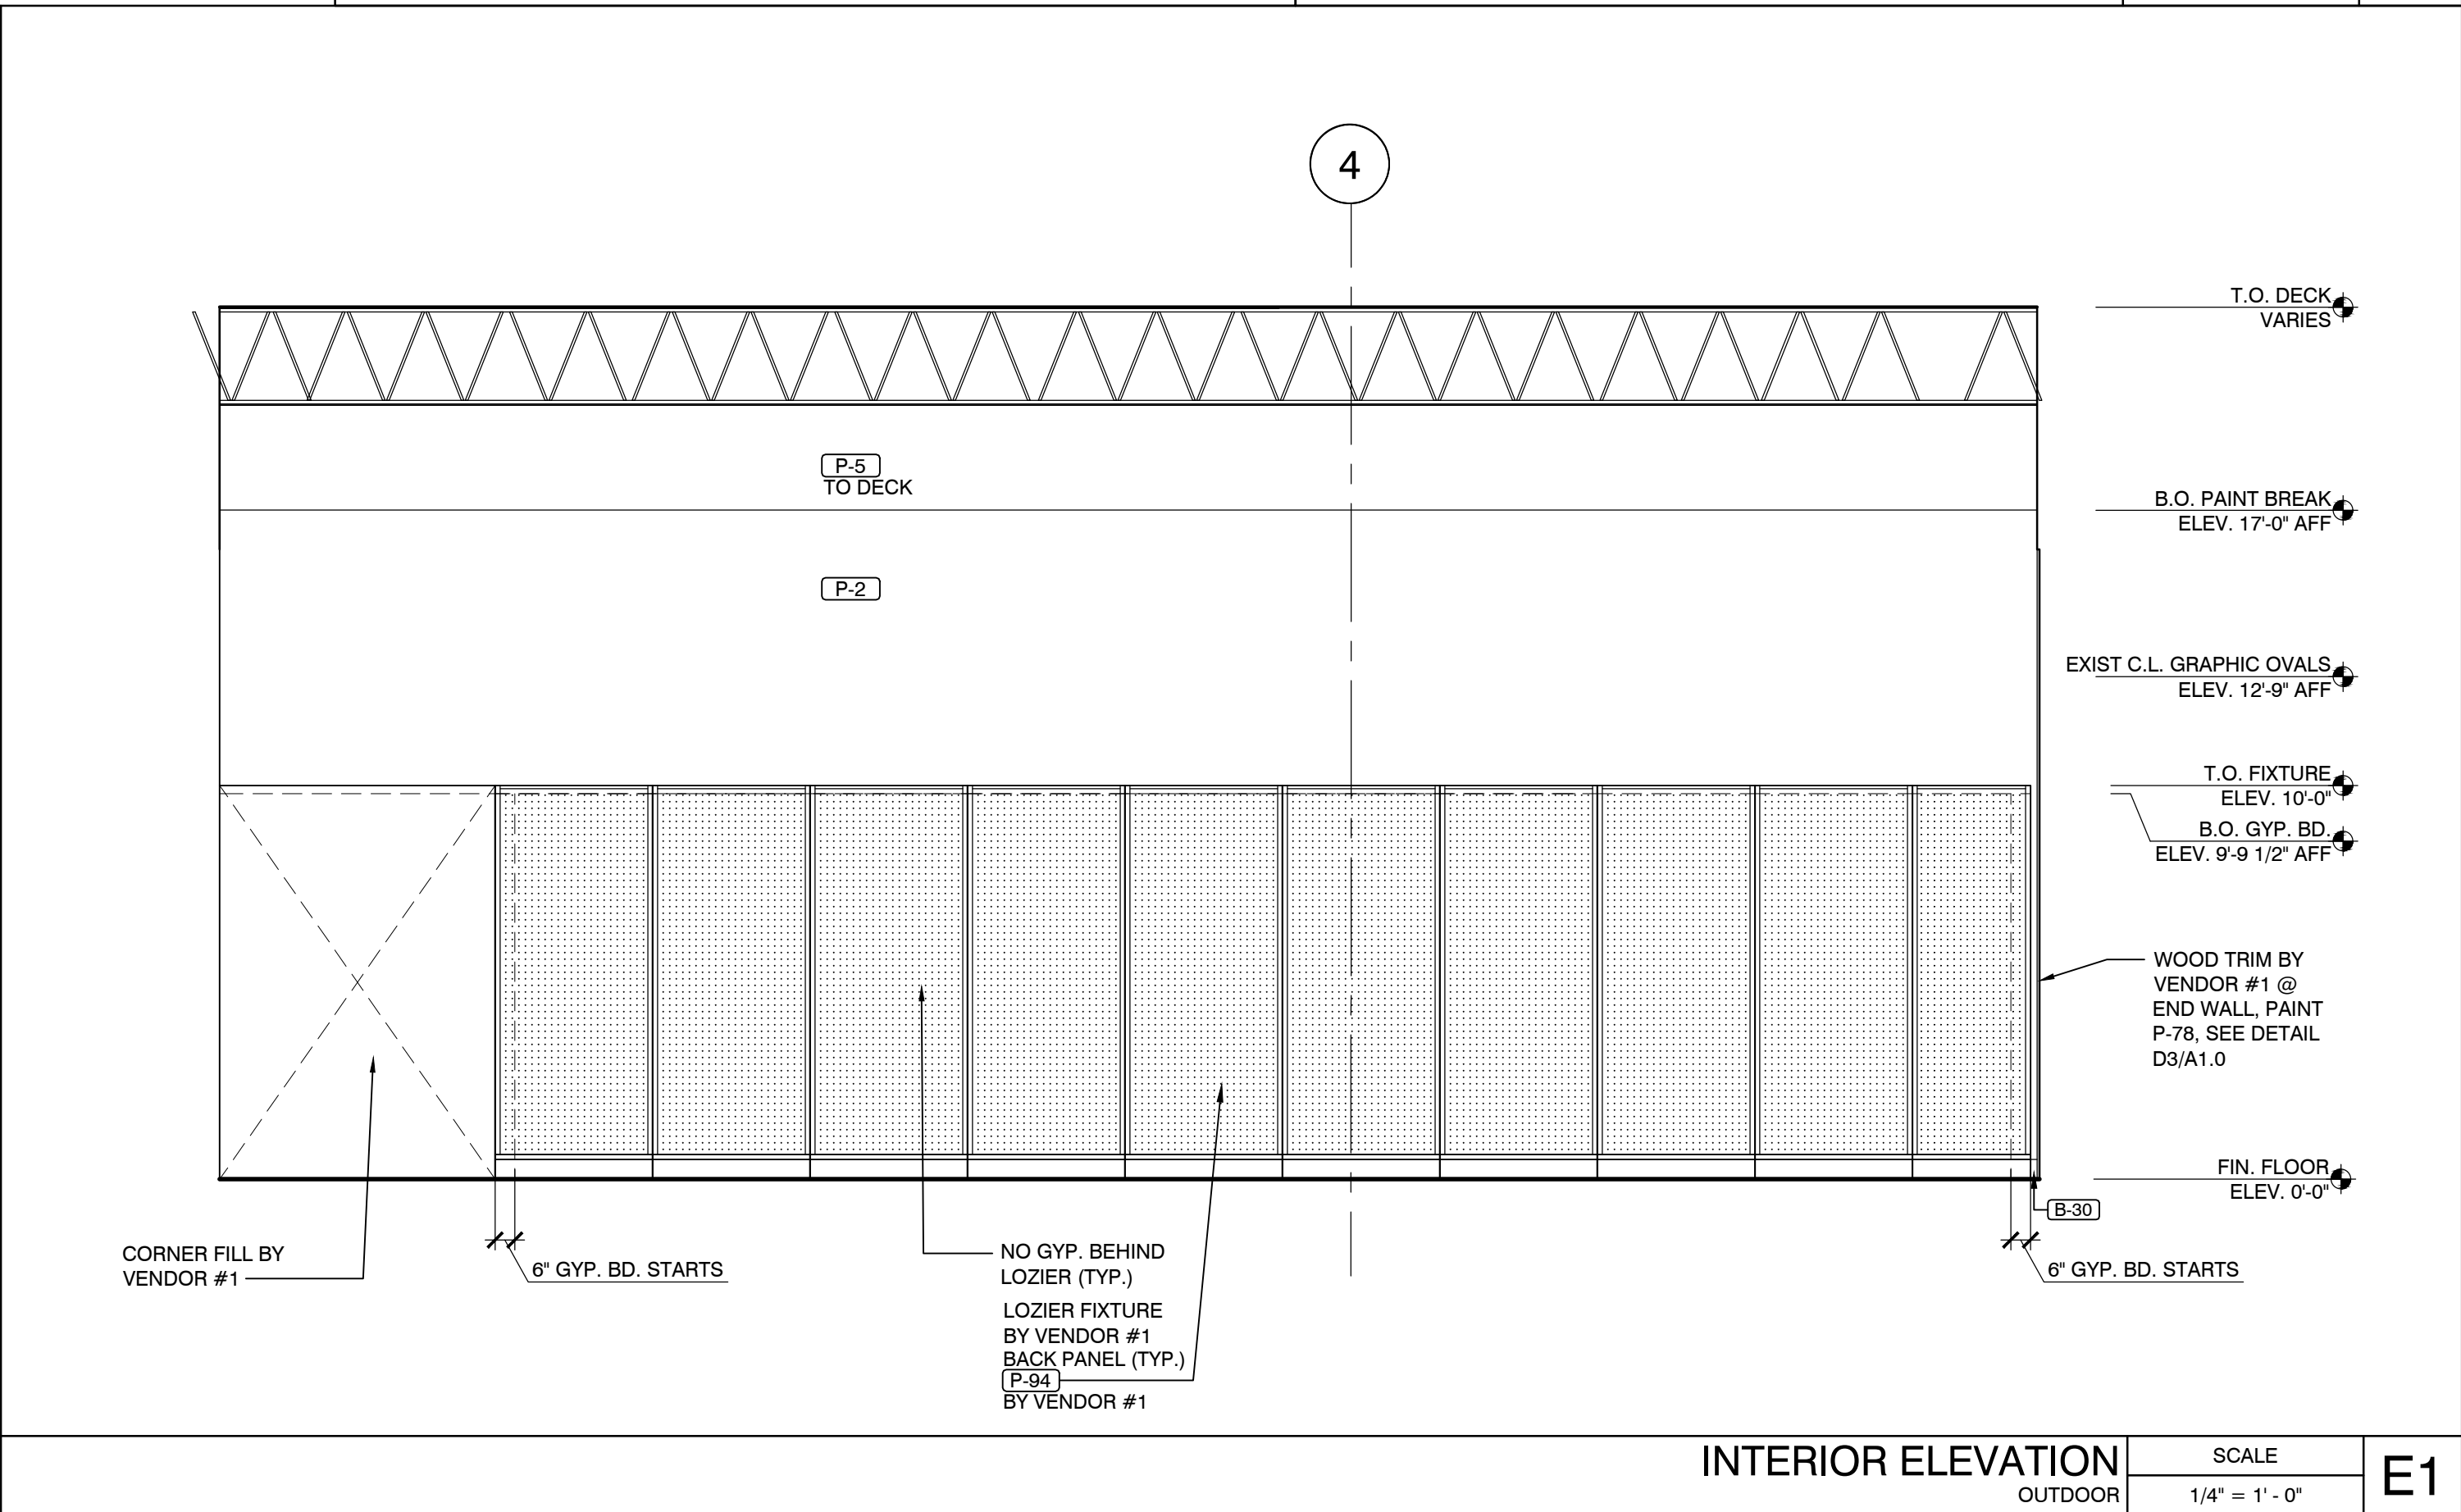 4
T.O. DECK
VARIES
P-5
TO DECK
B.O. PAINT BREAK
ELEV. 17'-0" AFF
P-2
EXIST C.L. GRAPHIC OVALS
ELEV. 12'-9" AFF
T.O. FIXTURE
ELEV. 10'-0"
B.O. GYP. BD.
ELEV. 9'-9 1/2" AFF
WOOD TRIM BY
VENDOR #1 @
END WALL, PAINT
P-78, SEE DETAIL
D3/A1.0
FIN. FLOOR
ELEV. 0'-0"
B-30
CORNER FILL BY
VENDOR #1
6" GYP. BD. STARTS
NO GYP. BEHIND
LOZIER (TYP.)
LOZIER FIXTURE
BY VENDOR #1
BACK PANEL (TYP.)
P-94
BY VENDOR #1
6" GYP. BD. STARTS
INTERIOR ELEVATION
OUTDOOR
SCALE
1/4" = 1' - 0"
E1